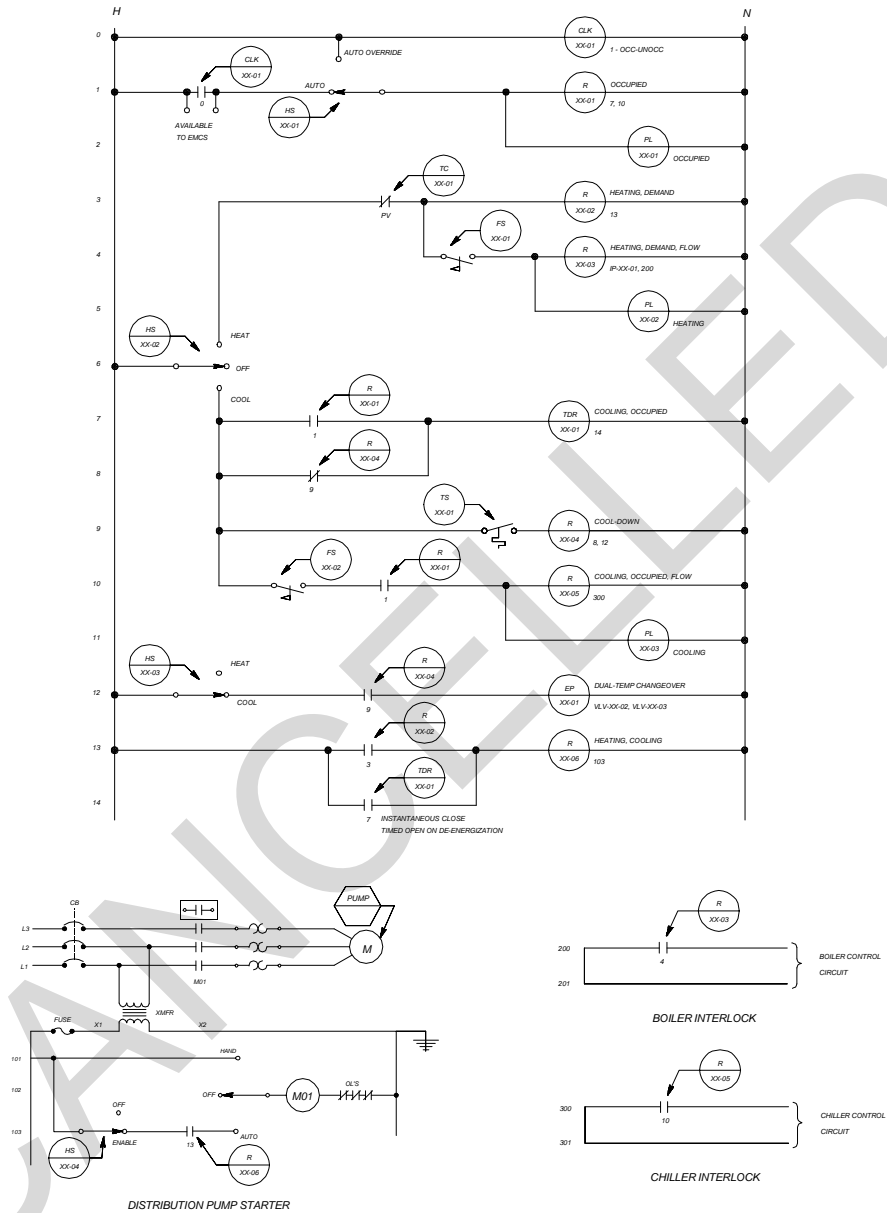 H N
0 CLK XX-01 1 - OCC-UNOCC
AUTO OVERRIDE
CLK XX-01
1 0 AUTO R XX-01 OCCUPIED 7, 10
HS XX-01
AVAILABLE
TO EMCS
2 PL XX-01 OCCUPIED
TC XX-01
3 PV R XX-02 HEATING, DEMAND 13
FS XX-01
4 R XX-03 HEATING, DEMAND, FLOW IP-XX-01, 200
5 PL XX-02 HEATING
HS XX-02 HEAT
6 OFF
COOL
R XX-01
7 1 TDR XX-01 COOLING, OCCUPIED 14
R XX-04
8 9
TS XX-01
9 R XX-04 COOL-DOWN 8, 12
FS XX-02 R XX-01
10 1 R XX-05 COOLING, OCCUPIED, FLOW 300
11 PL XX-03 COOLING
HS XX-03 HEAT R XX-04
12 COOL 9 EP XX-01 DUAL-TEMP CHANGEOVER VLV-XX-02, VLV-XX-03
R XX-02
13 3 R XX-06 HEATING, COOLING 103
TDR XX-01
14 7 INSTANTANEOUS CLOSE
TIMED OPEN ON DE-ENERGIZATION
CB PUMP
L3
L2 M
L1 M01
FUSE X1 XMFR X2
101 HAND
102 OFF M01 OL'S
OFF
103 ENABLE 13 AUTO
HS XX-04 R XX-06
DISTRIBUTION PUMP STARTER
R XX-03
200 4
201
BOILER CONTROL
CIRCUIT
BOILER INTERLOCK
R XX-05
300 10
301
CHILLER CONTROL
CIRCUIT
CHILLER INTERLOCK
CANCELLED